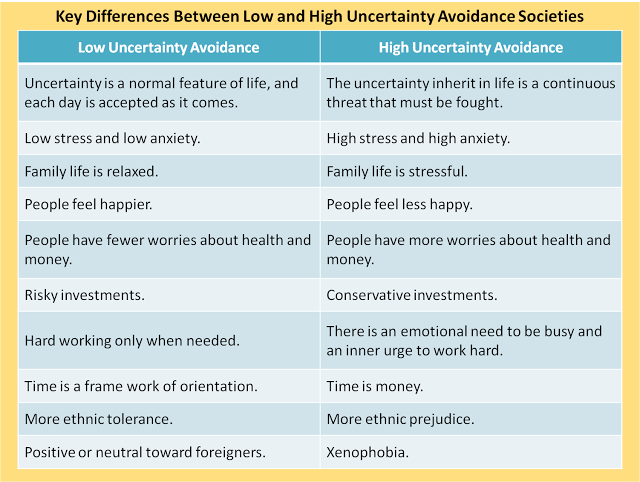 Key Differences Between Low and High Uncertainty Avoidance Societies
Low Uncertainty Avoidance
High Uncertainty Avoidance
Uncertainty is a normal feature of life, and
each day is accepted as it comes.
The uncertainty inherit in life is a continuous
threat that must be fought.
Low stress and low anxiety.
High stress and high anxiety.
Family life is relaxed.
Family life is stressful.
People feel happier.
People feel less happy.
People have fewer worries about health and
money.
People have more worries about health and
money.
Risky investments.
Conservative investments.
Hard working only when needed.
There is an emotional need to be busy and
an inner urge to work hard.
Time is a frame work of orientation.
Time is money.
More ethnic tolerance.
More ethnic prejudice.
Positive or neutral toward foreigners.
Xenophobia.